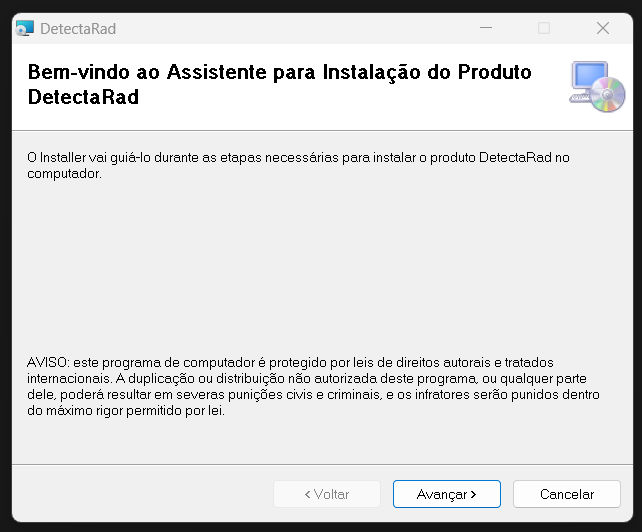 DetectaRad
Bem-vindo ao Assistente para Instalação do Produto
DetectaRad
O Installer vai guiá-lo durante as etapas necessárias para instalar o produto DetectaRad no
computador.
AVISO: este programa de computador é protegido por leis de direitos autorais e tratados
internacionais. A duplicação ou distribuição não autorizada deste programa, ou qualquer parte
dele, poderá resultar em severas punições civis e criminais, e os infratores serão punidos dentro
do máximo rigor permitido por lei.
< Voltar
Avançar >
Cancelar